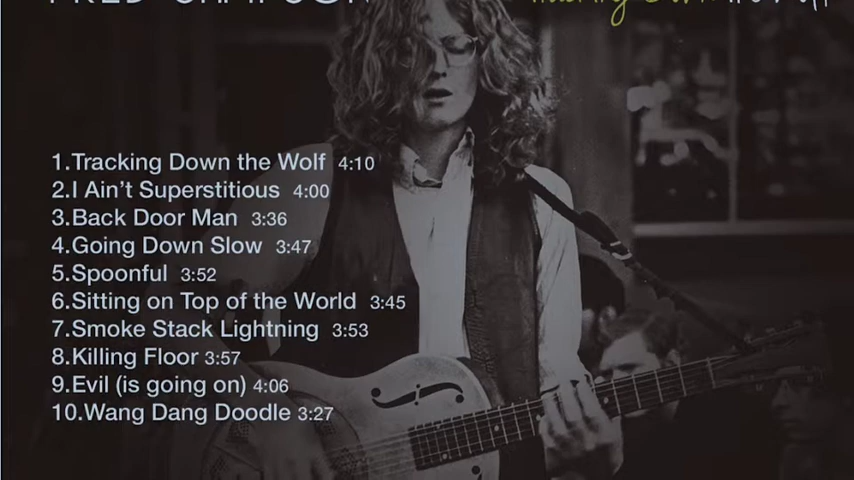 1.Tracking Down the Wolf 4:10
2.I Ain't Superstitious 4:00
3.Back Door Man 3:36
4.Going Down Slow 3:47
5.Spoonful 3:52
6.Sitting on Top of the World 3:45
7.Smoke Stack Lightning 3:53
8.Killing Floor 3:57
9.Evil (is going on) 4:06
10.Wang Dang Doodle 3:27